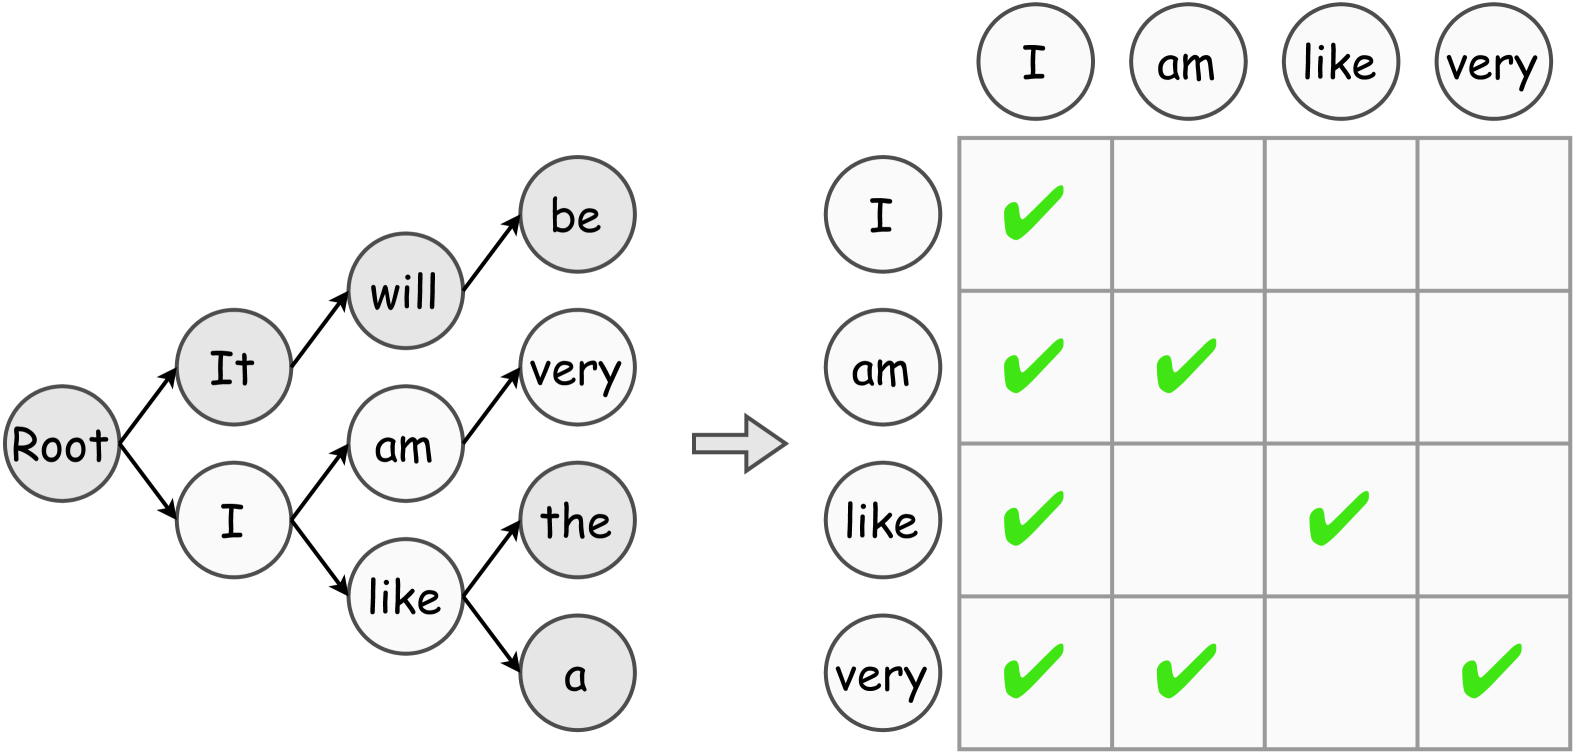 I am like very
be
I
will
It
very
am
Root
am
I
the
like
like
a
very